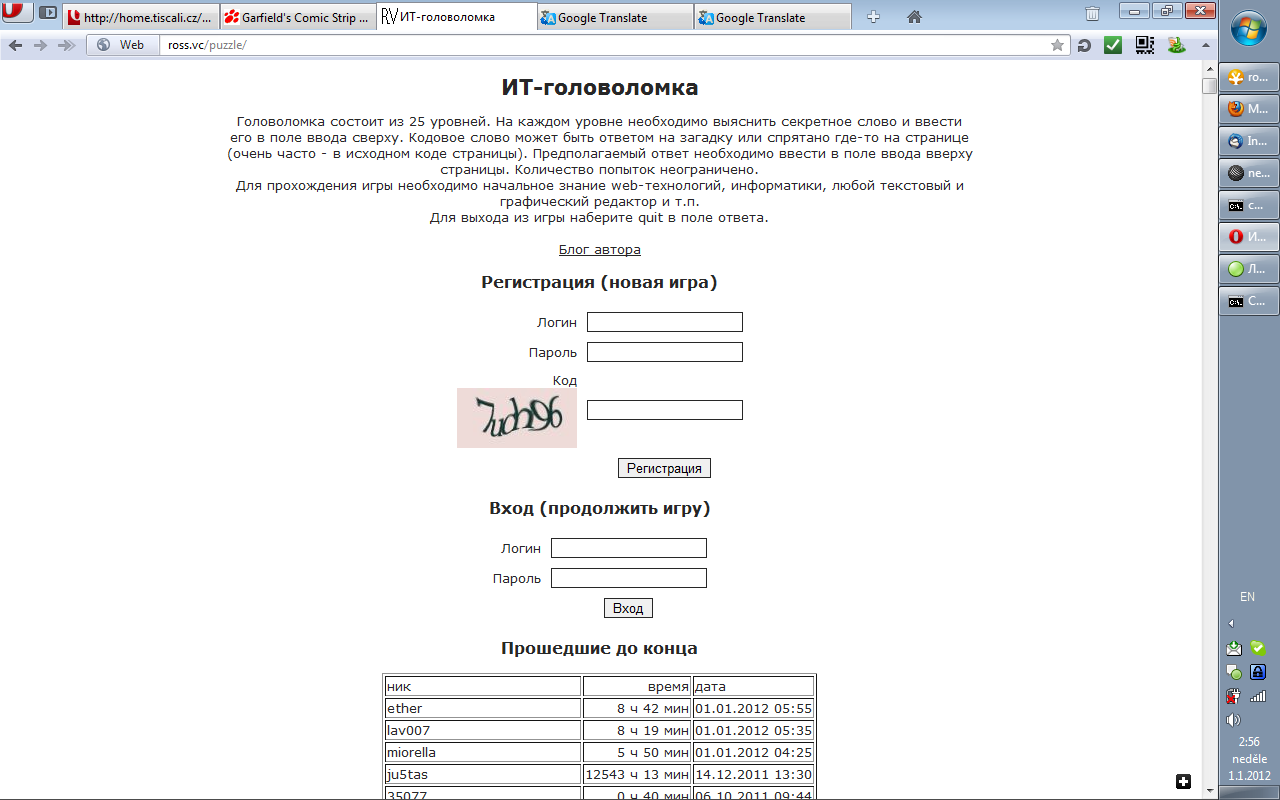 http://home.tiscali.cz/...
Garfield's Comic Strip ...
ИТ-головоломка
Google Translate
Google Translate
Web
ross.vc/puzzle/
ИТ-головоломка
Головоломка состоит из 25 уровней. На каждом уровне необходимо выяснить секретное слово и ввести
его в поле ввода сверху. Кодовое слово может быть ответом на загадку или спрятано где-то на странице
(очень часто - в исходном коде страницы). Предполагаемый ответ необходимо ввести в поле ввода вверху
страницы. Количество попыток неограничено.
Для прохождения игры необходимо начальное знание web-технологий, информатики, любой текстовый и
графический редактор и т.п.
Для выхода из игры наберите quit в поле ответа.
Блог автора
Регистрация (новая игра)
Логин
Пароль
Код
7uch96
Регистрация
Вход (продолжить игру)
Логин
Пароль
Вход
Прошедшие до конца
ник время дата
ether 8 ч 42 мин 01.01.2012 05:55
lav007 8 ч 19 мин 01.01.2012 05:35
miorella 5 ч 50 мин 01.01.2012 04:25
ju5tas 12543 ч 13 мин 14.12.2011 13:30
35077 0 ч 40 мин 06.10.2011 09:44
ro...
M...
In...
ne...
c...
И...
Л...
C...
EN
2:56
neděle
1.1.2012